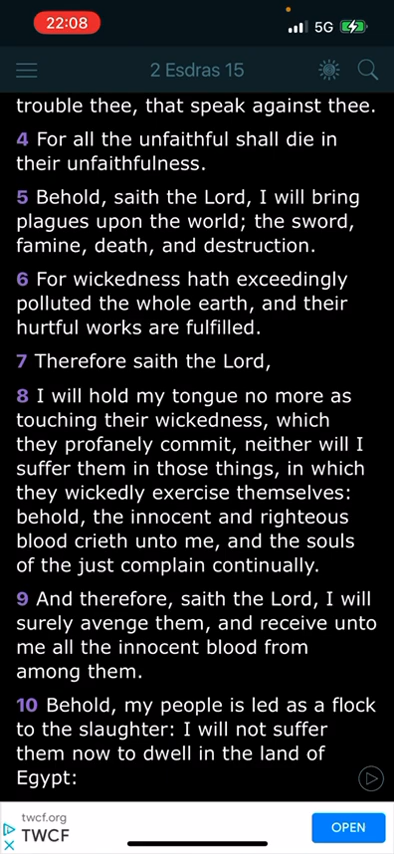 22:08
5G
2 Esdras 15
trouble thee, that speak against thee.
4 For all the unfaithful shall die in
their unfaithfulness.
5 Behold, saith the Lord, I will bring
plagues upon the world; the sword,
famine, death, and destruction.
6 For wickedness hath exceedingly
polluted the whole earth, and their
hurtful works are fulfilled.
7 Therefore saith the Lord,
8 I will hold my tongue no more as
touching their wickedness, which
they profanely commit, neither will I
suffer them in those things, in which
they wickedly exercise themselves:
behold, the innocent and righteous
blood crieth unto me, and the souls
of the just complain continually.
9 And therefore, saith the Lord, I will
surely avenge them, and receive unto
me all the innocent blood from
among them.
10 Behold, my people is led as a flock
to the slaughter: I will not suffer
them now to dwell in the land of
Egypt:
twcf.org
TWCF
OPEN